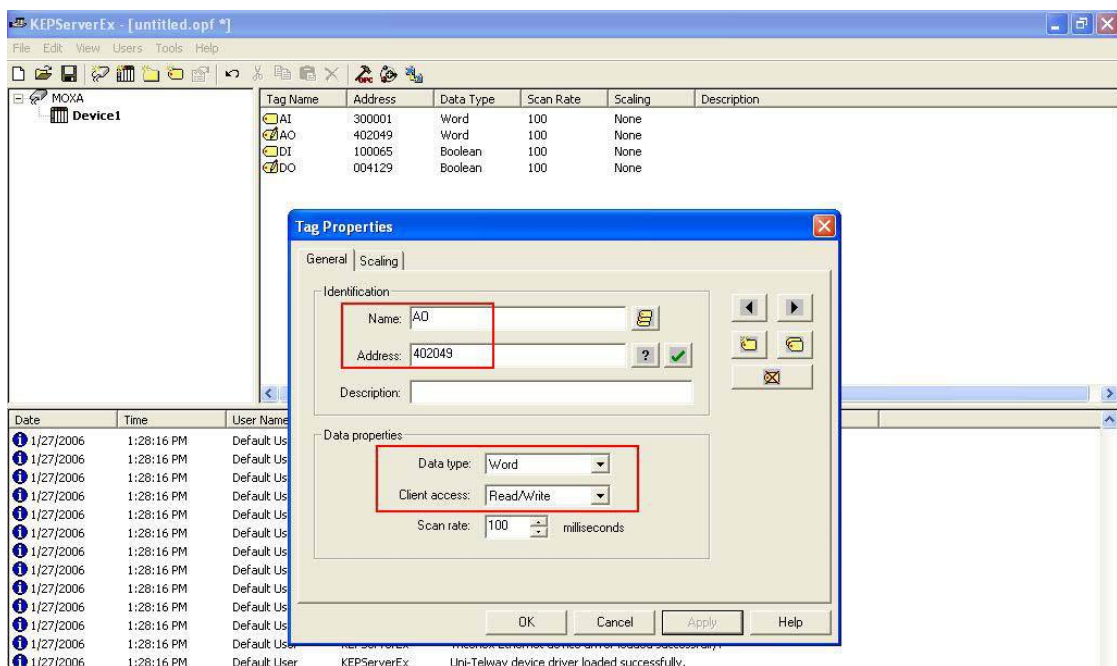 KEPServerEx - [untitled.opf *]
File Edit View Users Tools Help
MOXA
Device1
Tag Name Address Data Type Scan Rate Scaling Description
AI 300001 Word 100 None
AO 402049 Word 100 None
DI 100065 Boolean 100 None
DO 004129 Boolean 100 None
Tag Properties
General Scaling
Identification
Name: AO
Address: 402049
?
Description:
Data properties
Data type: Word
Client access: Read/Write
Scan rate: 100 milliseconds
OK Cancel Apply Help
Date Time User Name
1/27/2006 1:28:16 PM Default Us
1/27/2006 1:28:16 PM Default Us
1/27/2006 1:28:16 PM Default Us
1/27/2006 1:28:16 PM Default Us
1/27/2006 1:28:16 PM Default Us
1/27/2006 1:28:16 PM Default Us
1/27/2006 1:28:16 PM Default Us
1/27/2006 1:28:16 PM Default Us
1/27/2006 1:28:16 PM Default Us
1/27/2006 1:28:16 PM Default Us
1/27/2006 1:28:16 PM Default Us
1/27/2006 1:28:16 PM Default User KEPServerEx device driver loaded successfully.
1/27/2006 1:28:16 PM Default User KEPServerEx Uni-Telway device driver loaded successfully.